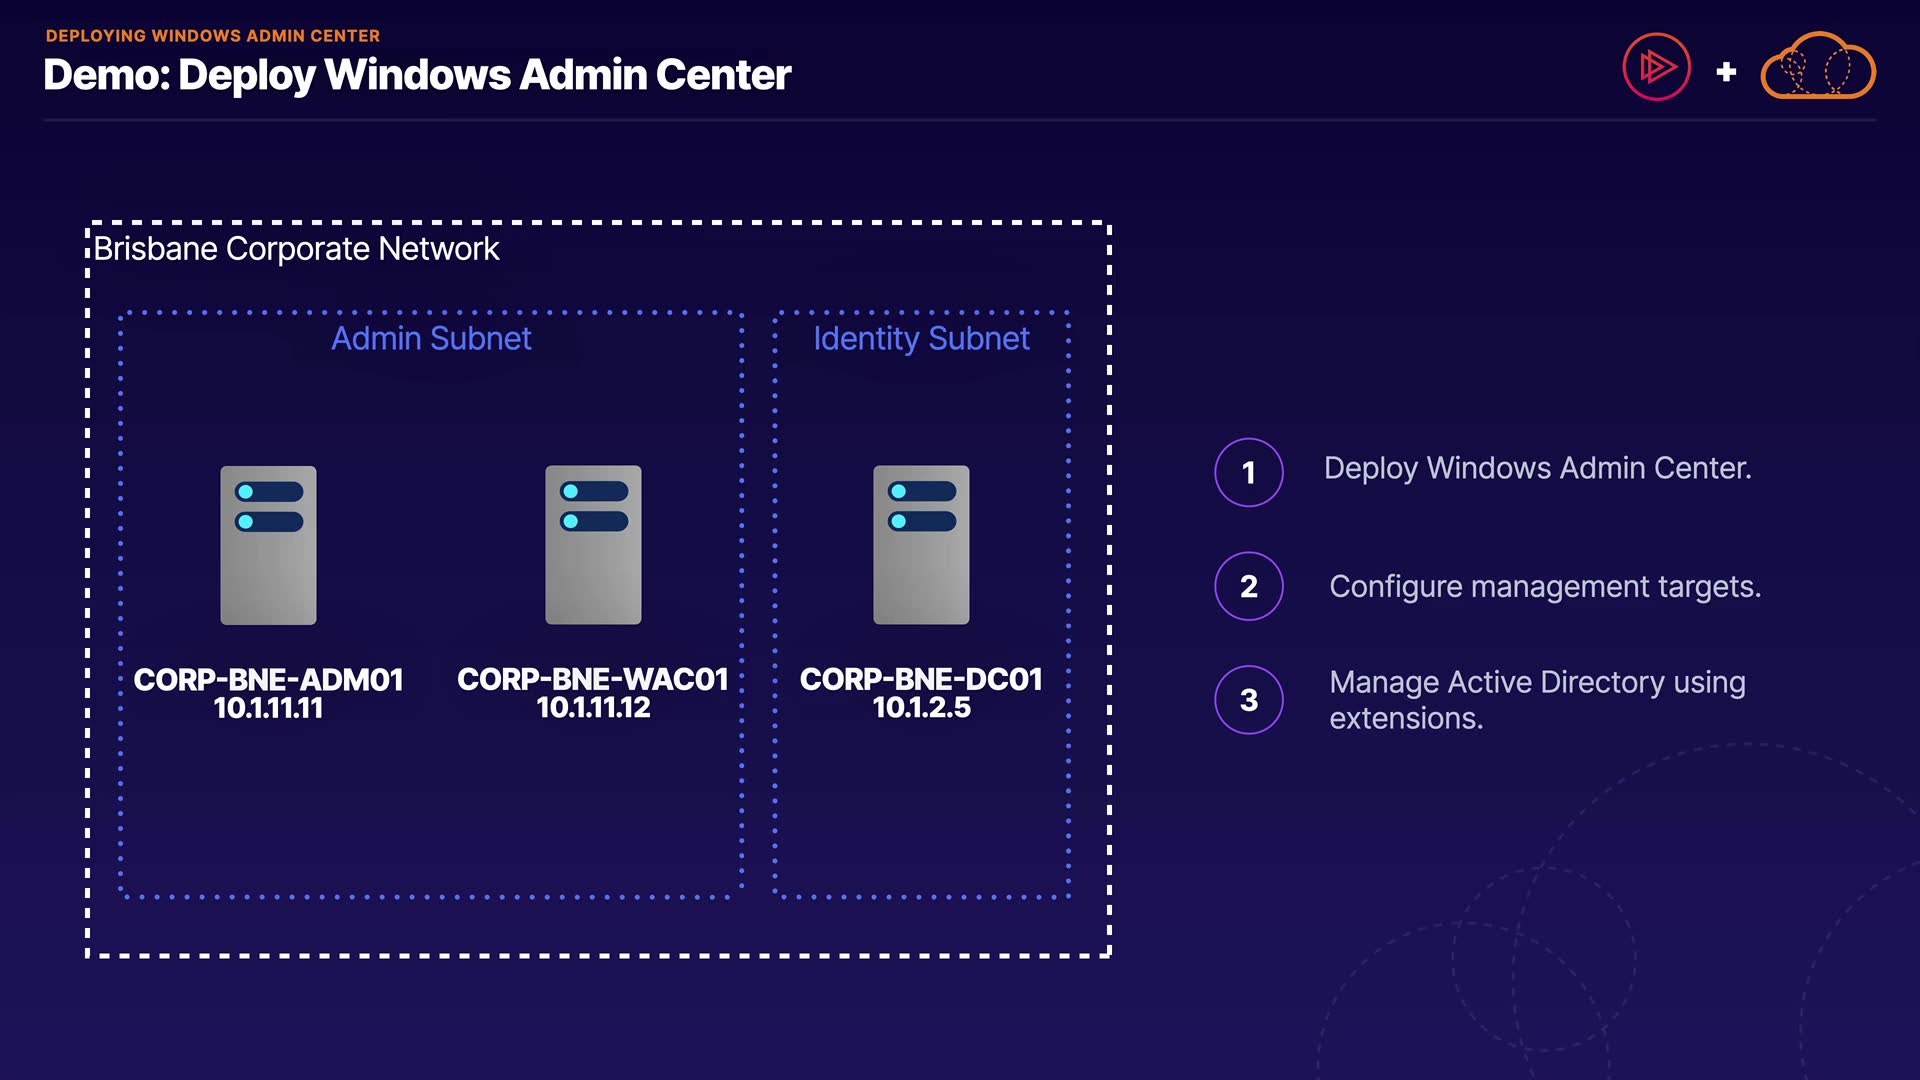 DEPLOYING WINDOWS ADMIN CENTER
Demo: Deploy Windows Admin Center
Brisbane Corporate Network
Admin Subnet
Identity Subnet
CORP-BNE-ADM01
10.1.11.11
CORP-BNE-WAC01
10.1.11.12
CORP-BNE-DC01
10.1.2.5
1
Deploy Windows Admin Center.
2
Configure management targets.
3
Manage Active Directory using
extensions.